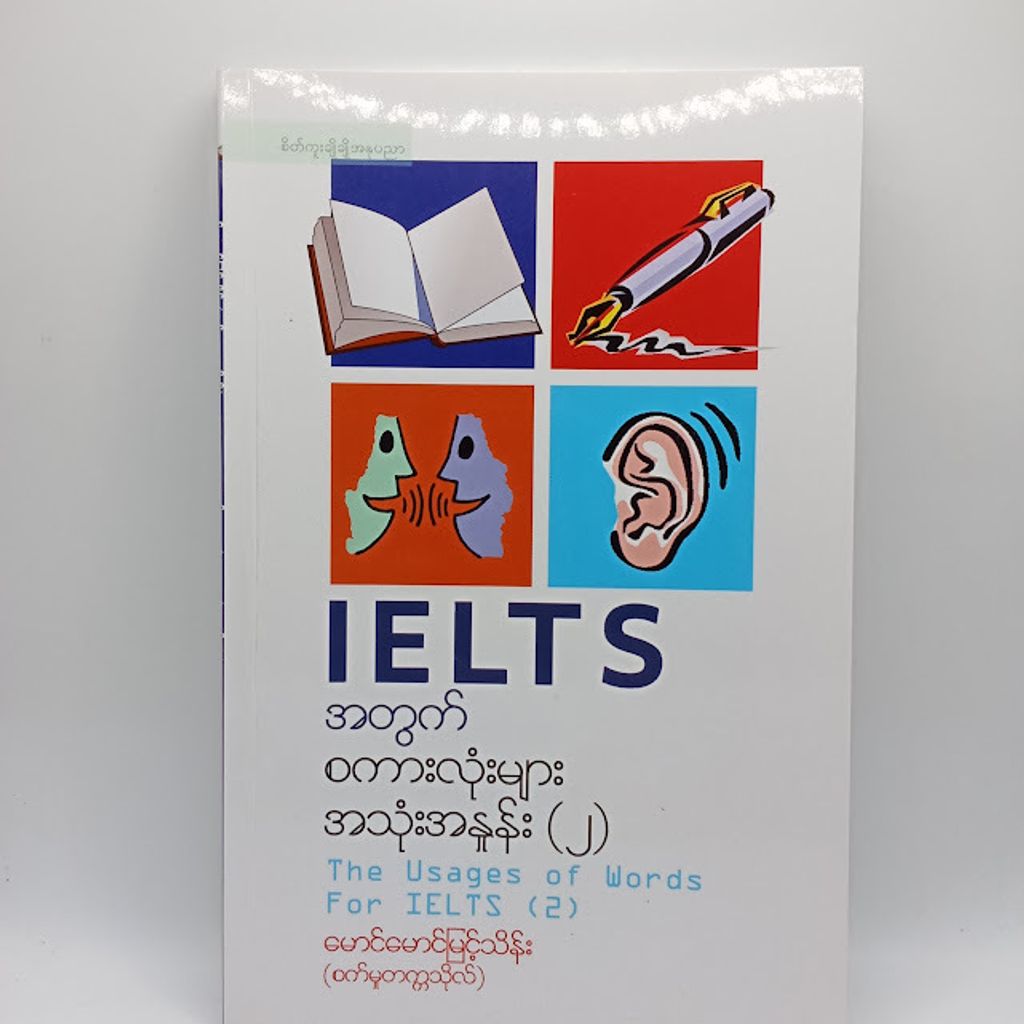 စိတ်ကူးချိုချိုအနုပညာ
IELTS
အတွက်
စကားလုံးများ
အသုံးအနှုန်း (၂)
The Usages of Words
For IELTS (2)
မောင်မောင်မြင့်သိန်း
(စက်မှုတက္ကသိုလ်)